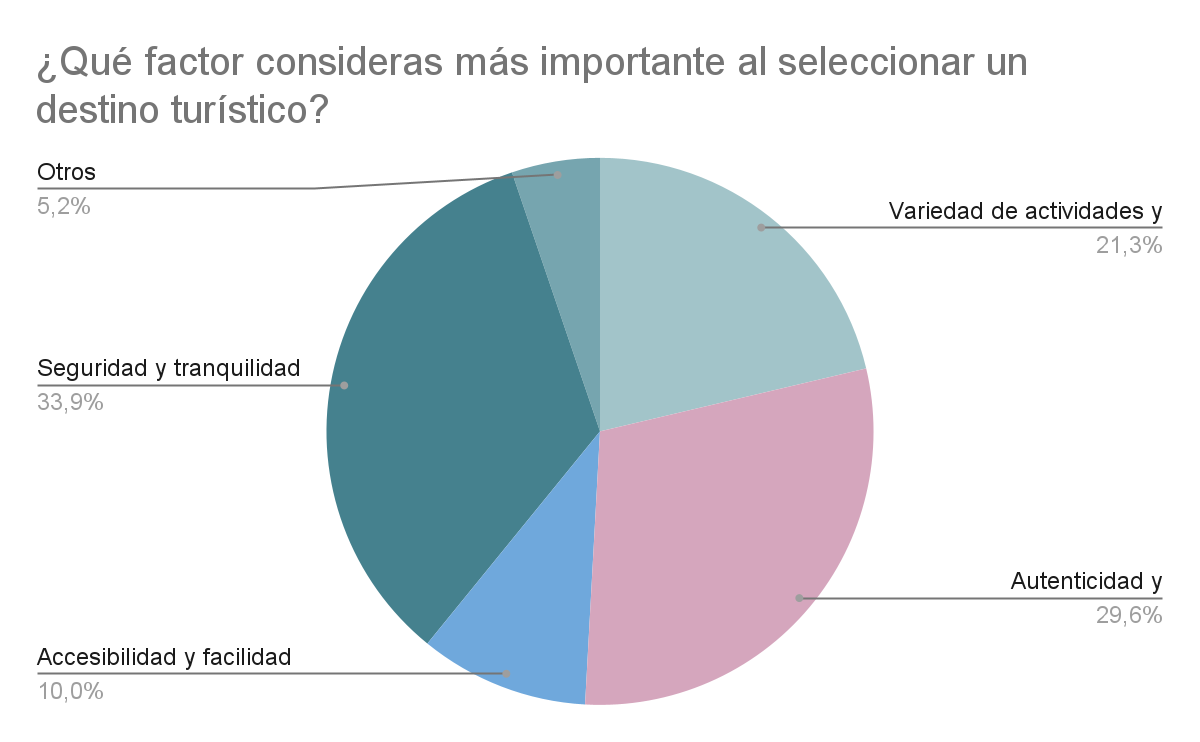 ¿Qué factor consideras más importante al seleccionar un
destino turístico?
Otros
5,2%
Variedad de actividades y
21,3%
Seguridad y tranquilidad
33,9%
Autenticidad y
29,6%
Accesibilidad y facilidad
10,0%